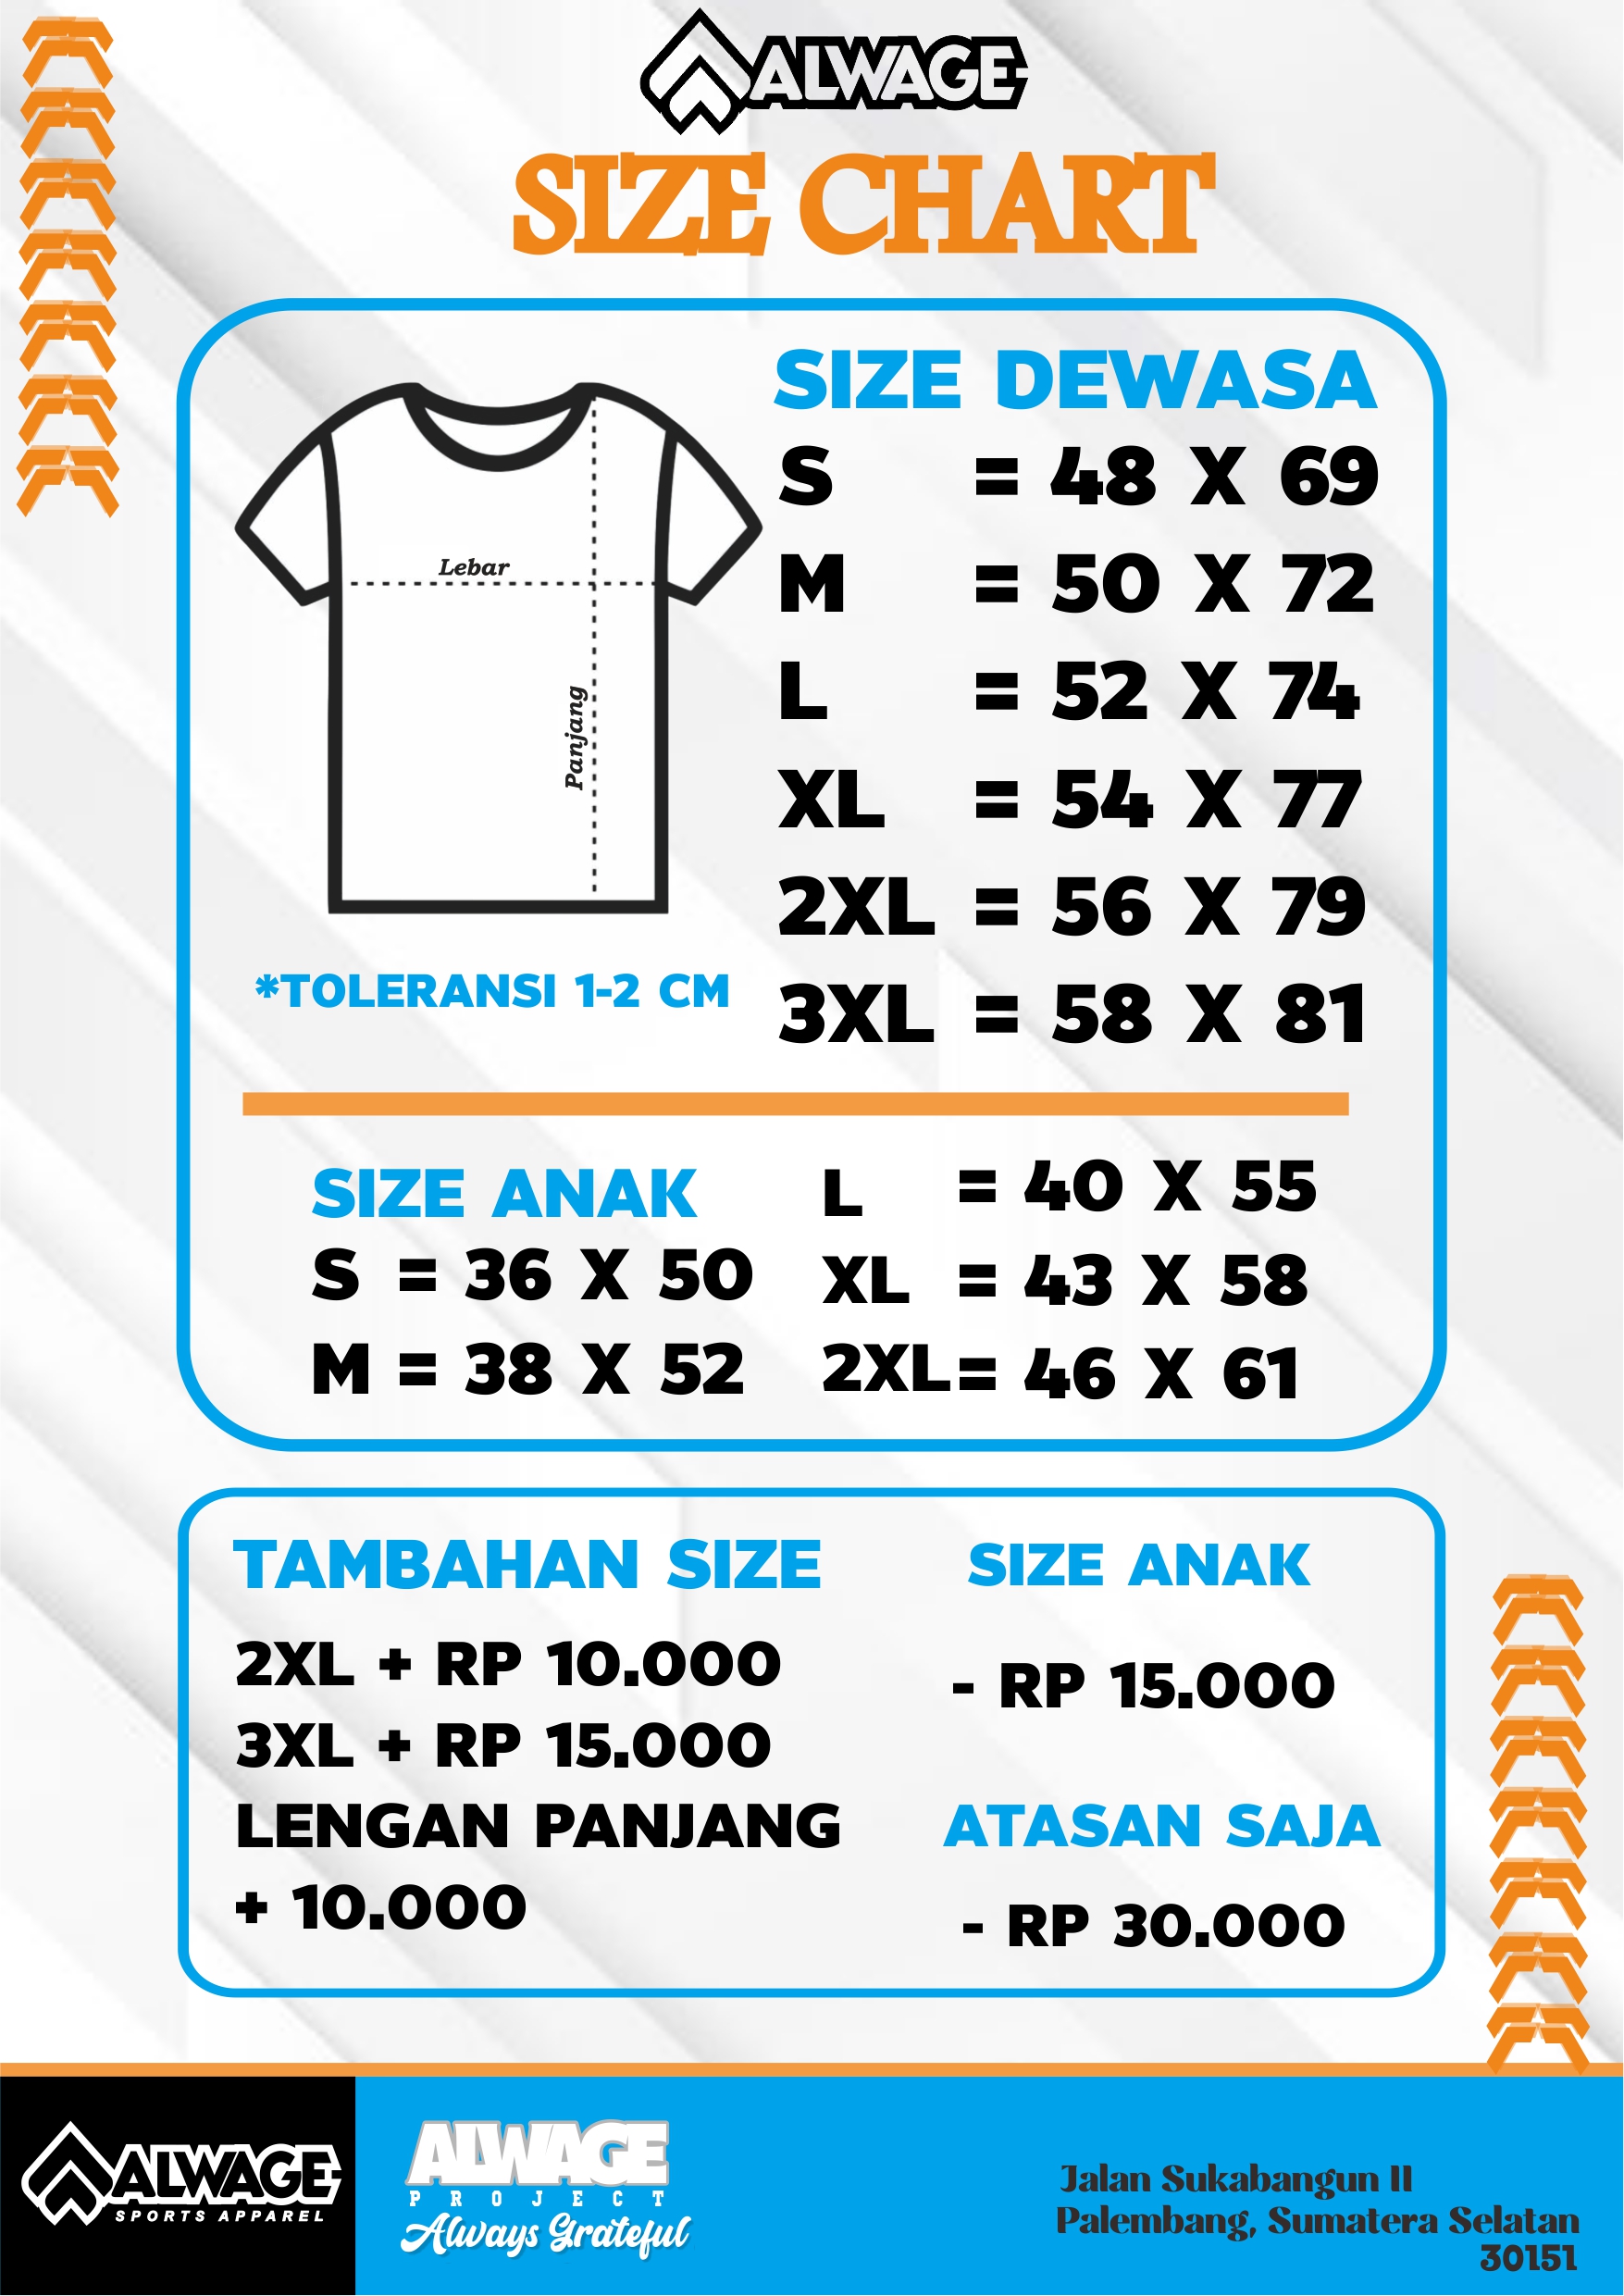 ALWAGE
SIZE CHART
SIZE DEWASA
S = 48 X 69
M = 50 X 72
L = 52 X 74
XL = 54 X 77
2XL = 56 X 79
3XL = 58 X 81
Lebar
Panjang
*TOLERANSI 1-2 CM
SIZE ANAK
S = 36 X 50
M = 38 X 52
L = 40 X 55
XL = 43 X 58
2XL = 46 X 61
TAMBAHAN SIZE
2XL + RP 10.000
3XL + RP 15.000
LENGAN PANJANG
+ 10.000
SIZE ANAK
- RP 15.000
ATASAN SAJA
- RP 30.000
ALWAGE
SPORTS APPAREL
ALWAGE
PROJECT
Always Grateful
Jalan Sukabangun II
Palembang, Sumatera Selatan
30151